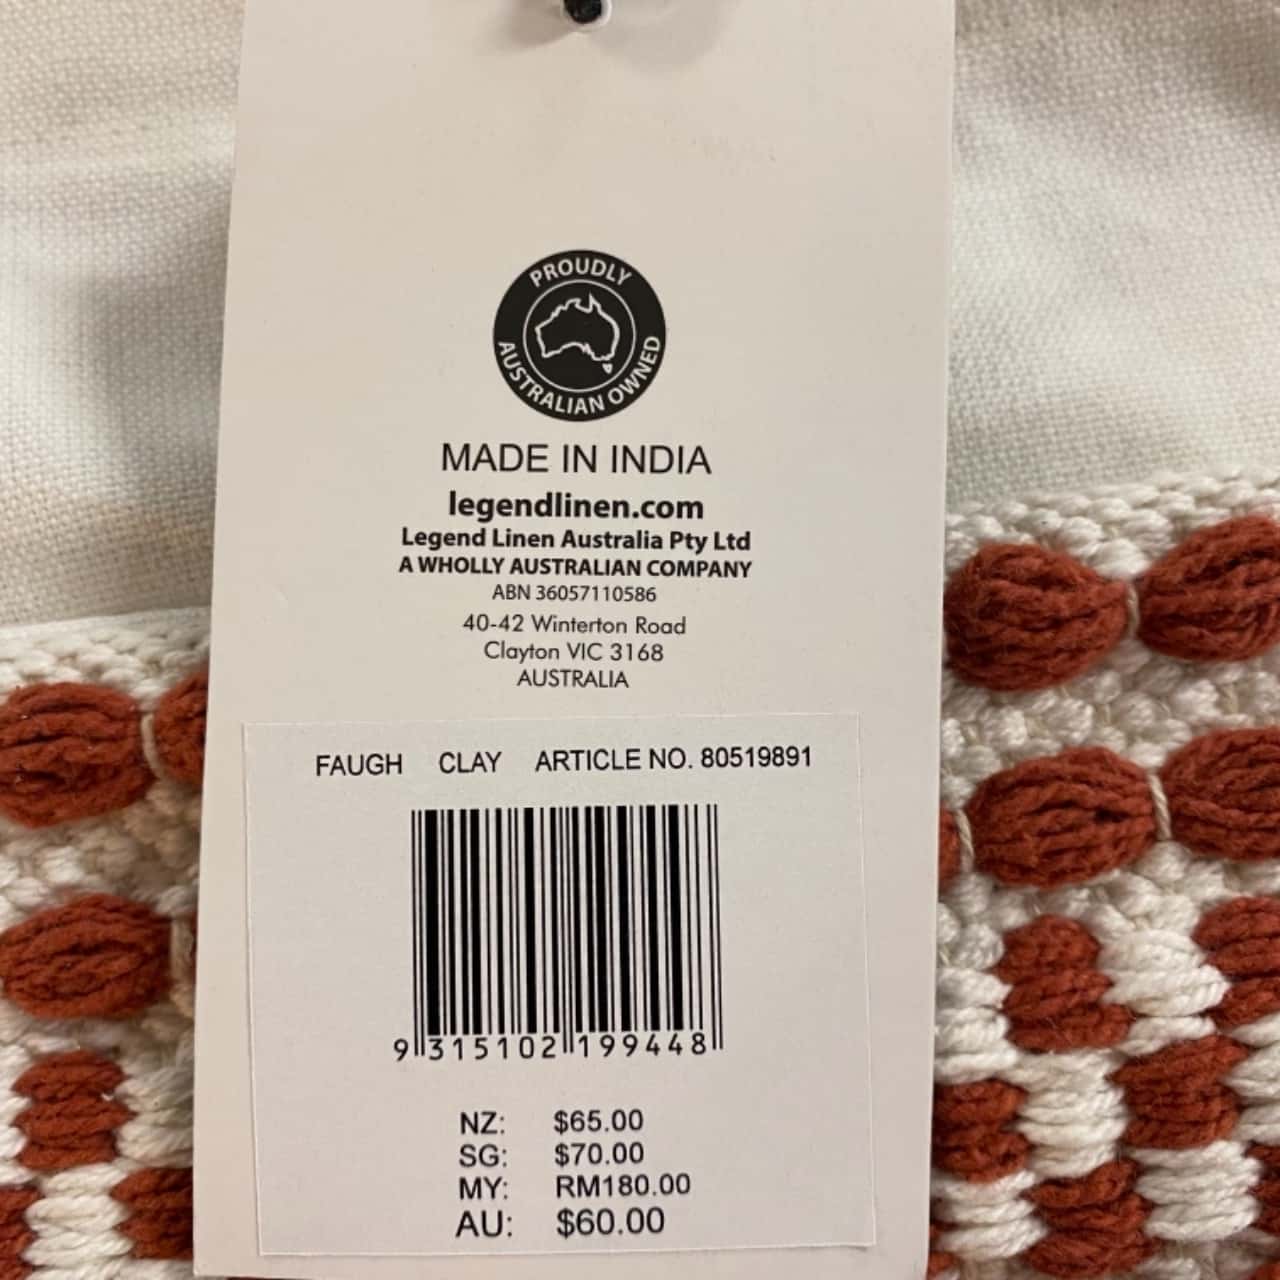 PROUDLY
AUSTRALIAN OWNED
MADE IN INDIA
legendlinen.com
Legend Linen Australia Pty Ltd
A WHOLLY AUSTRALIAN COMPANY
ABN 36057110586
40-42 Winterton Road
Clayton VIC 3168
AUSTRALIA
FAUGH CLAY ARTICLE NO. 80519891
9 315102 199448
NZ: $65.00
SG: $70.00
MY: RM180.00
AU: $60.00